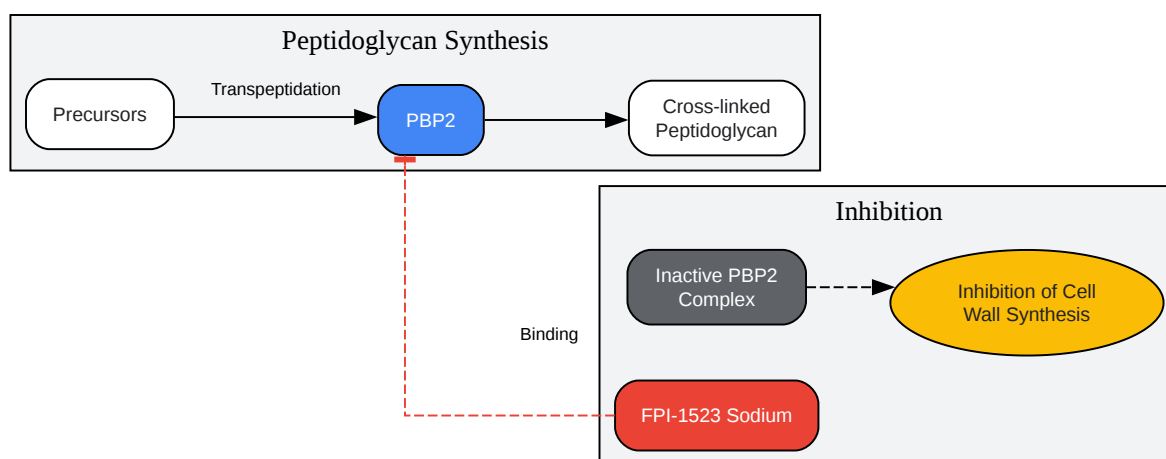 Peptidoglycan Synthesis
Precursors
Transpeptidation
PBP2
Cross-linked
Peptidoglycan
Inhibition
Inactive PBP2
Complex
Inhibition of Cell
Wall Synthesis
Binding
FPI-1523 Sodium